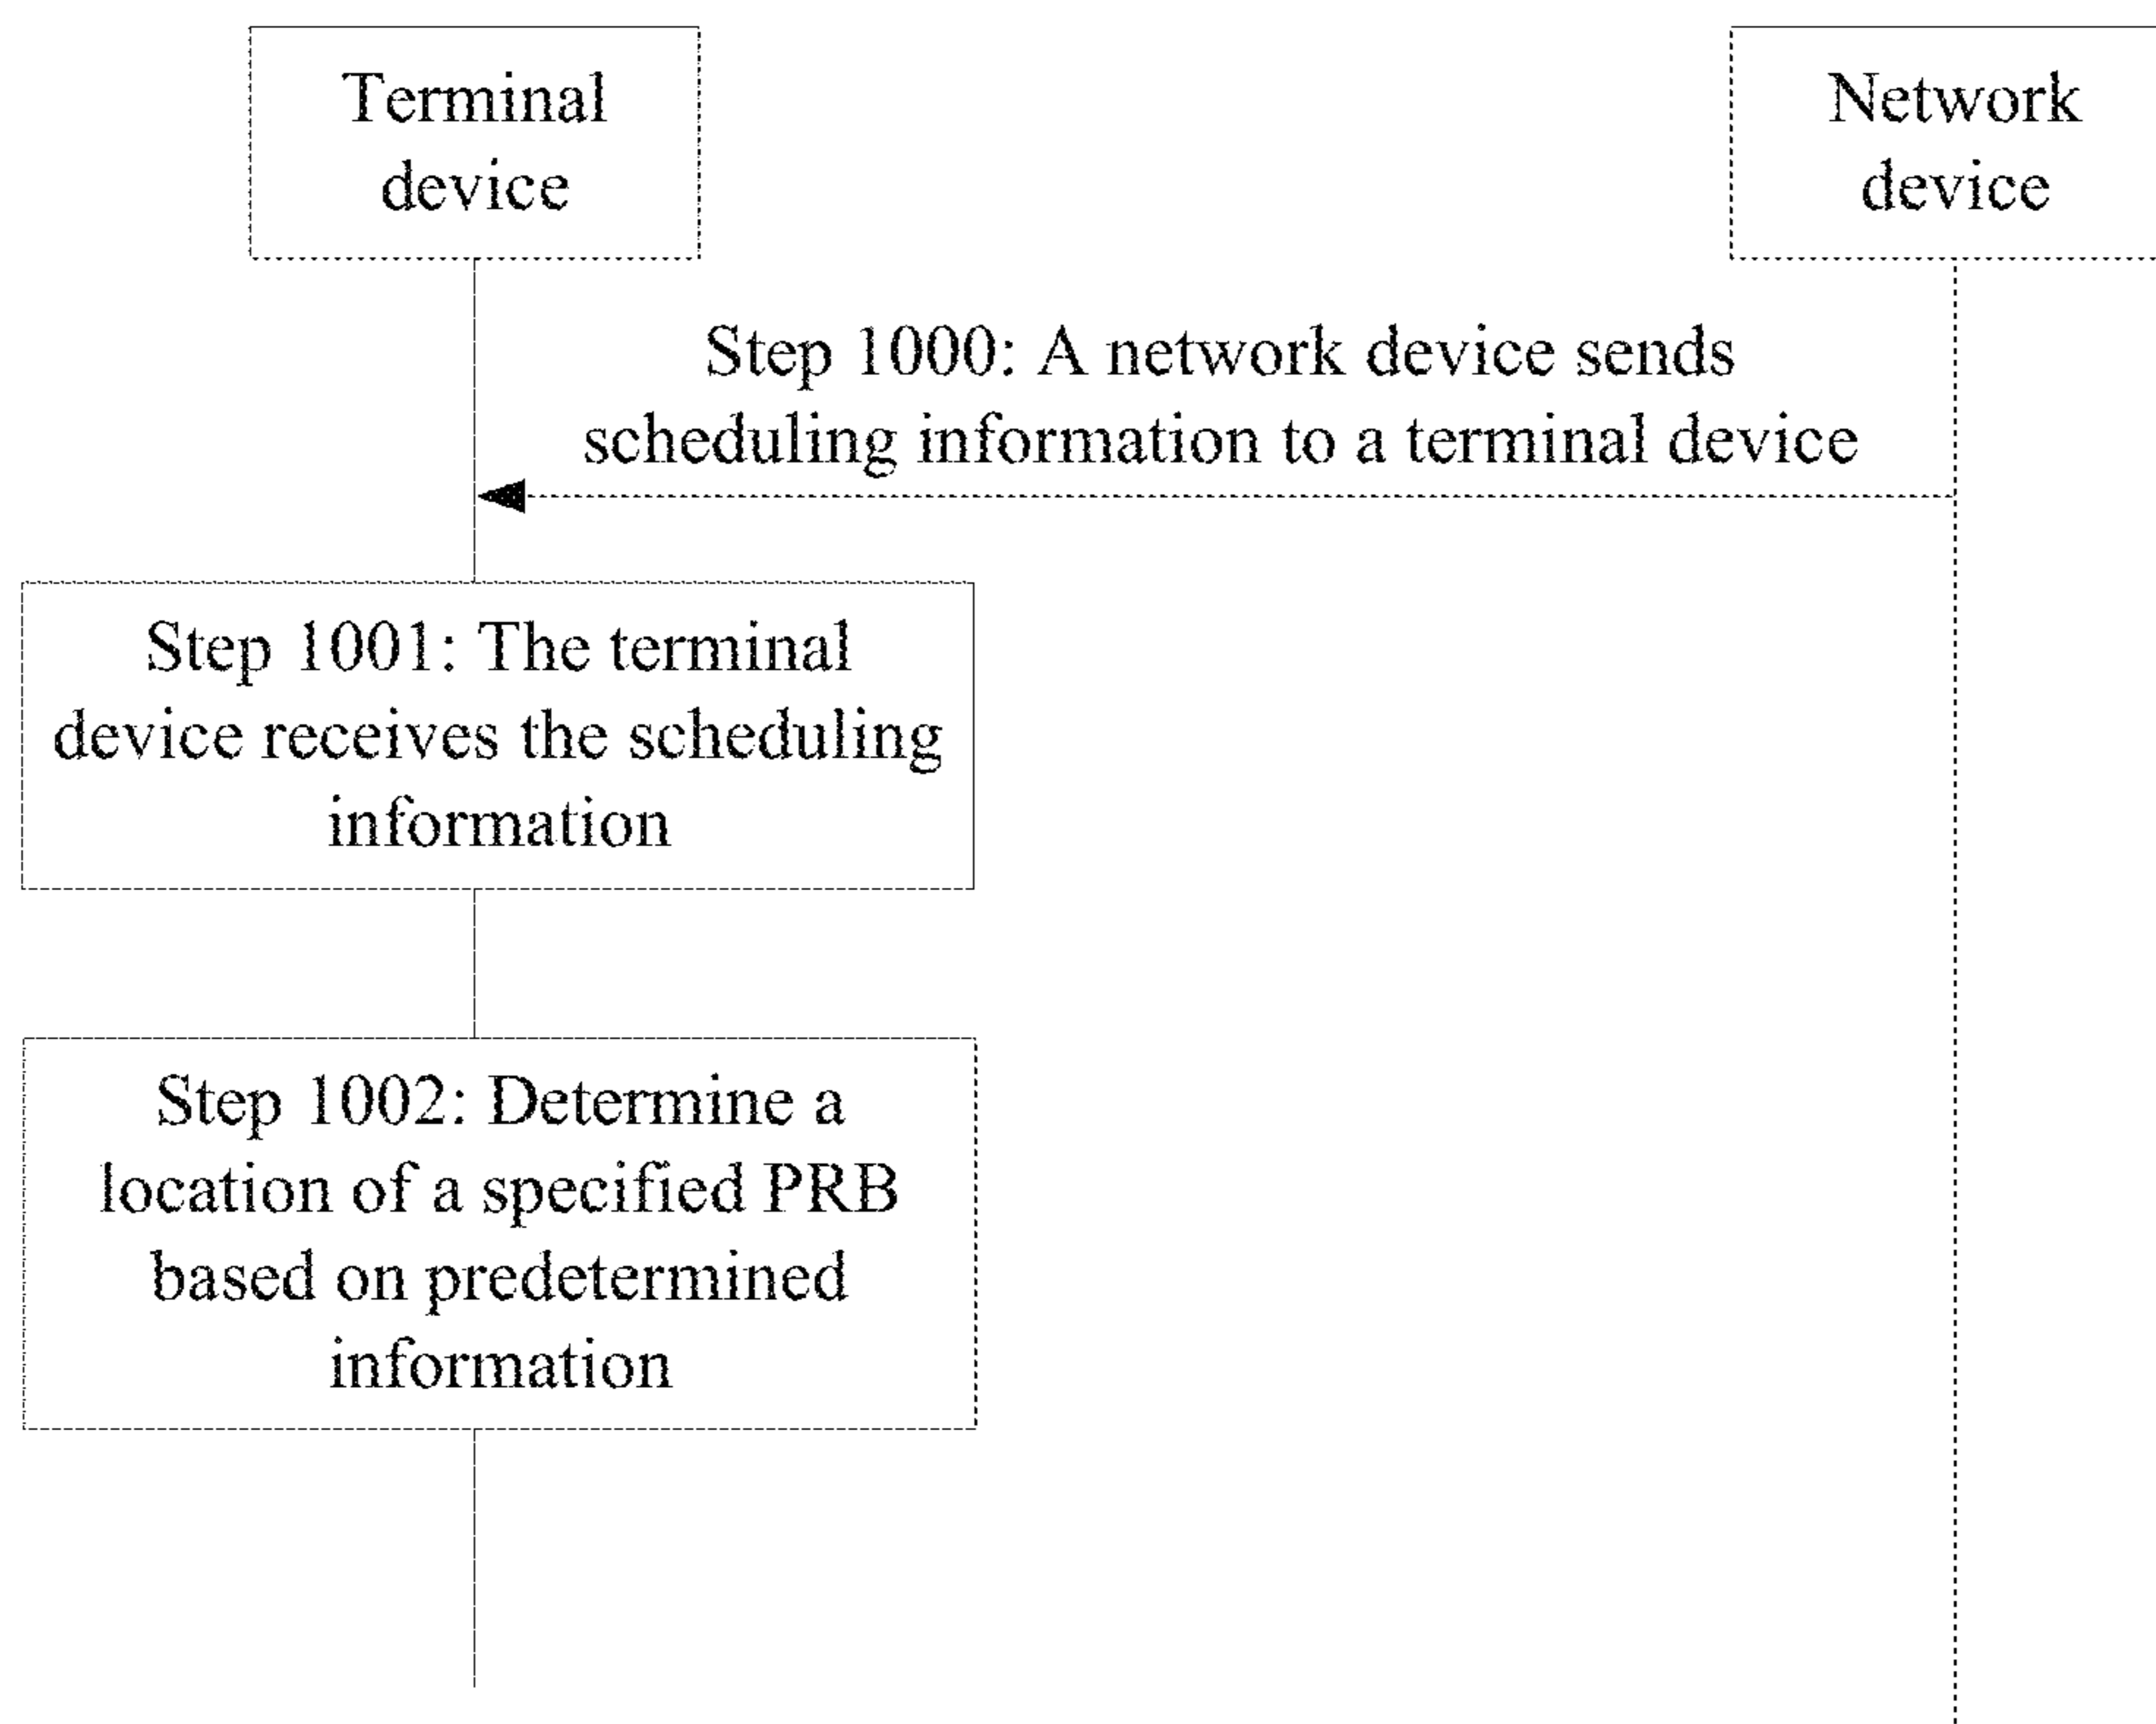 Terminal
device
Network
device
Step 1000: A network device sends
scheduling information to a terminal device
Step 1001: The terminal
device receives the scheduling
information
Step 1002: Determine a
location of a specified PRB
based on predetermined
information